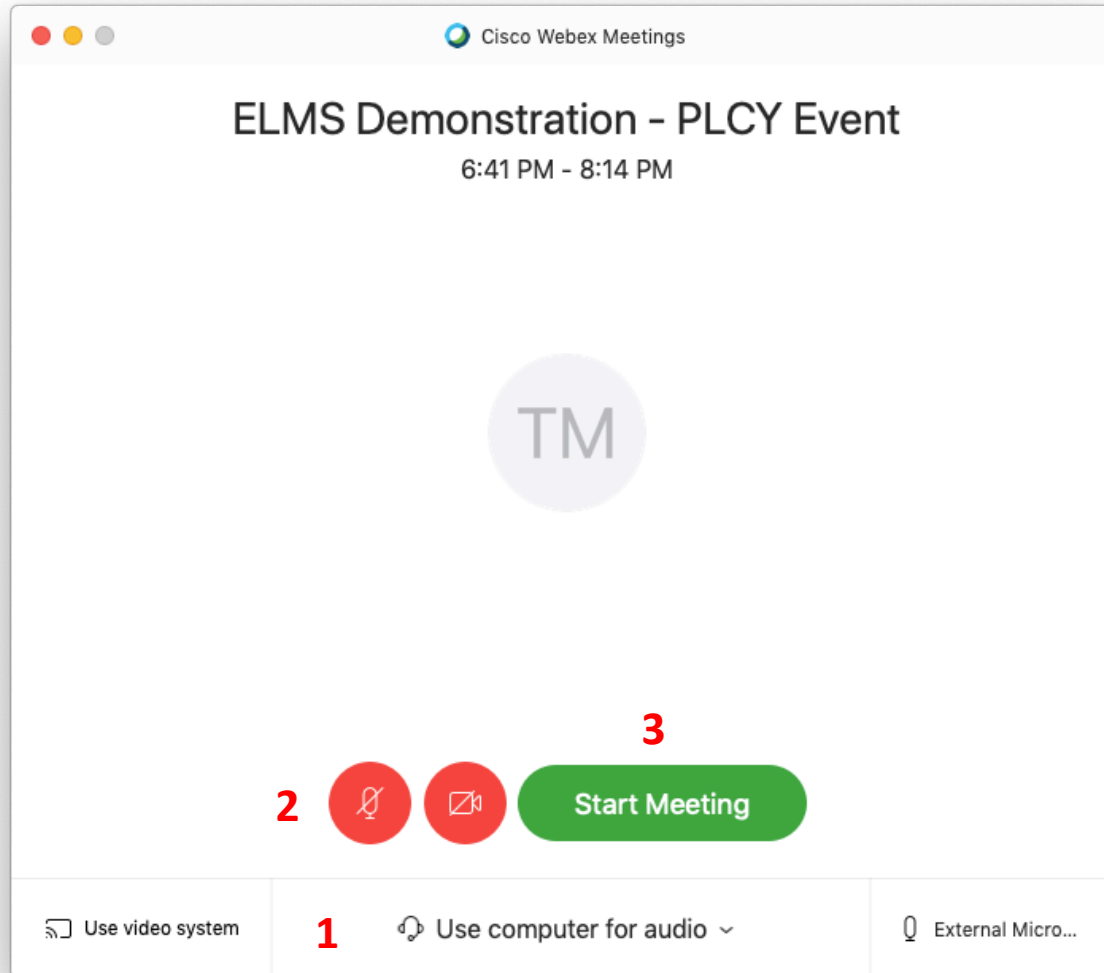 Cisco Webex Meetings
ELMS Demonstration - PLCY Event
6:41 PM - 8:14 PM
TM
3
2
Start Meeting
Use video system
1
Use computer for audio
External Micro...